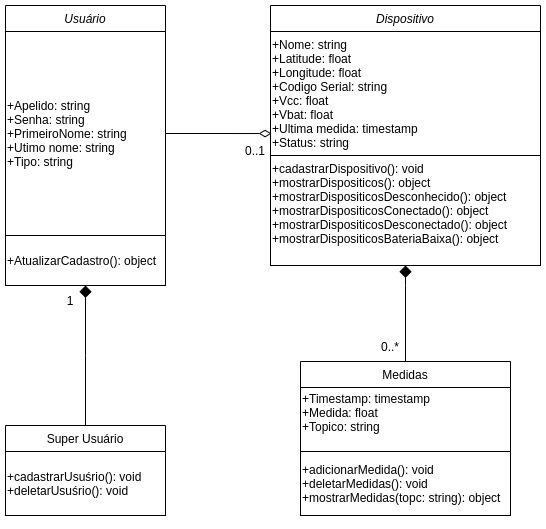 Usuário
+Apelido: string
+Senha: string
+PrimeiroNome: string
+Utimo nome: string
+Tipo: string
+AtualizarCadastro(): object
1
Dispositivo
+Nome: string
+Latitude: float
+Longitude: float
+Codigo Serial: string
+Vcc: float
+Vbat: float
+Ultima medida: timestamp
+Status: string
0..1
+cadastrarDispositivo(): void
+mostrarDispositicos(): object
+mostrarDispositicosDesconhecido(): object
+mostrarDispositicosConectado(): object
+mostrarDispositicosDesconectado(): object
+mostrarDispositicosBateriaBaixa(): object
0..*
Super Usuário
+cadastrarUsuśrio(): void
+deletarUsuśrio(): void
Medidas
+Timestamp: timestamp
+Medida: float
+Topico: string
+adicionarMedida(): void
+deletarMedidas(): void
+mostrarMedidas(topc: string): object